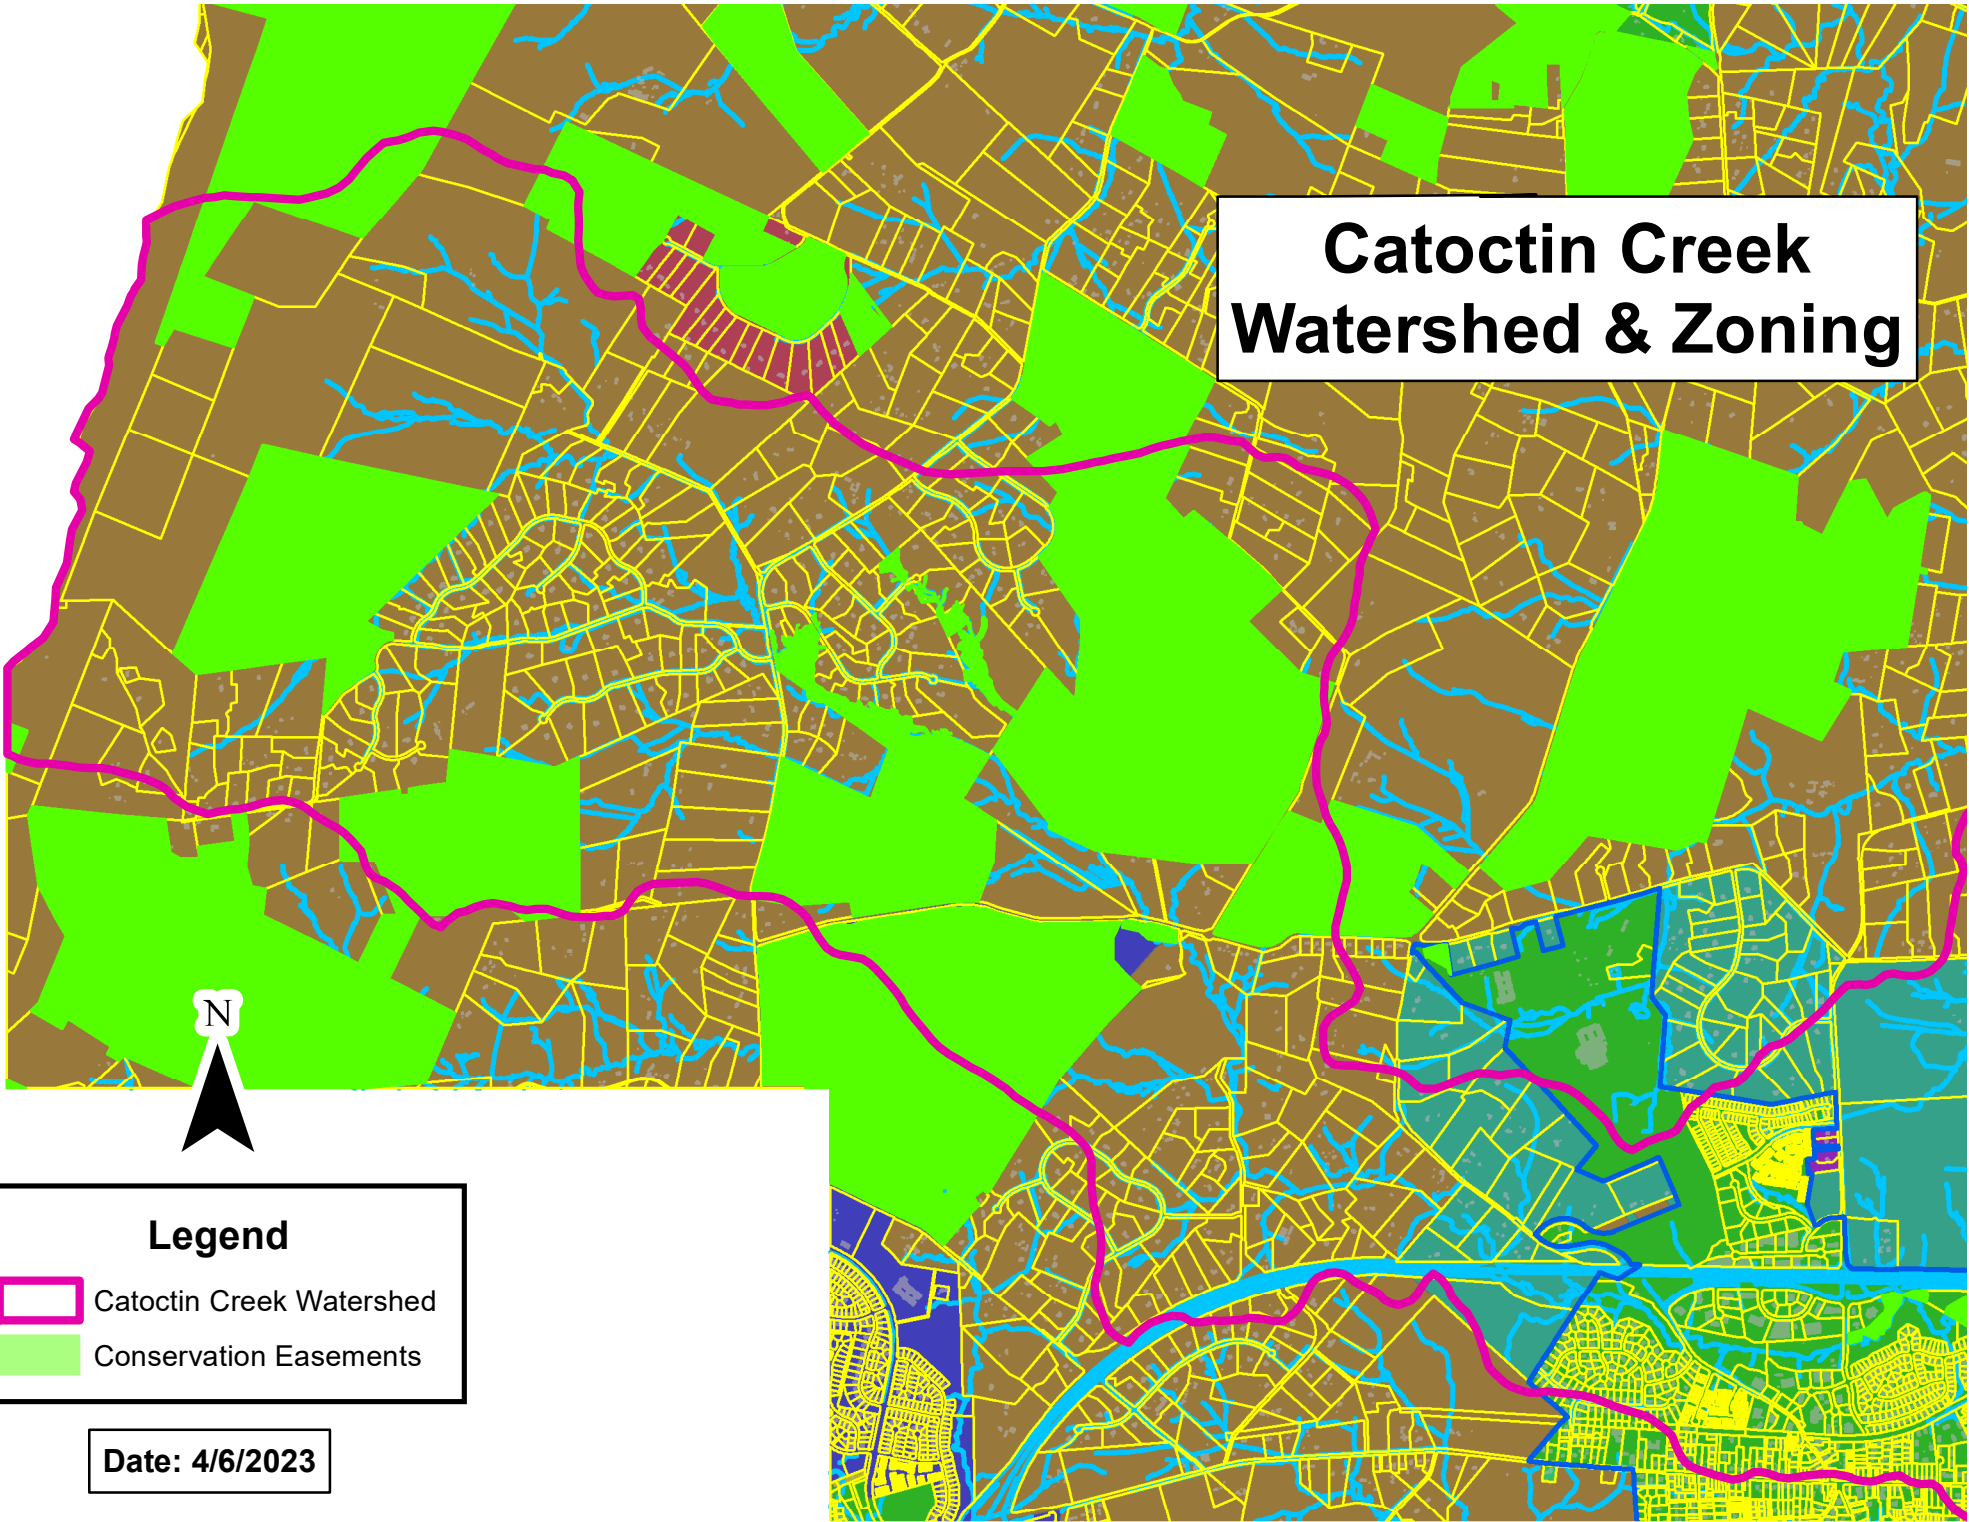 Catoctin Creek
Watershed & Zoning
N
Legend
Catoctin Creek Watershed
Conservation Easements
Date: 4/6/2023